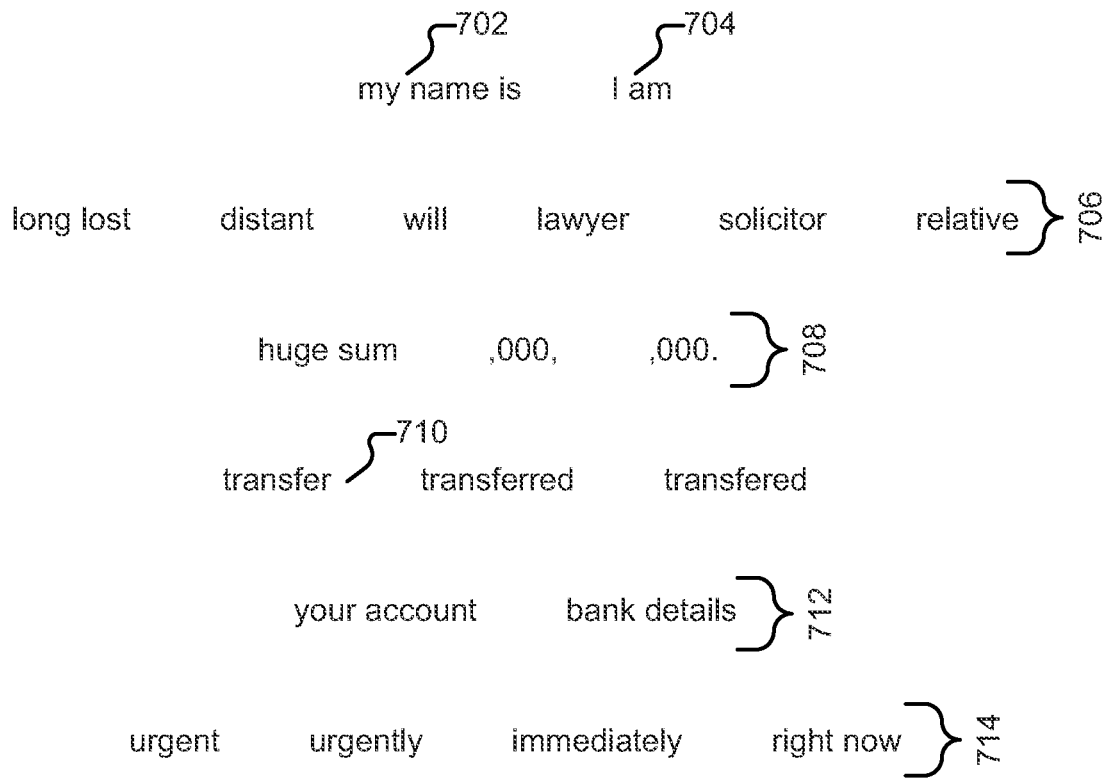 702 704
my name is I am
long lost distant will lawyer solicitor relative 706
huge sum ,000, ,000. 708
710
transfer transferred transfered
your account bank details 712
urgent urgently immediately right now 714